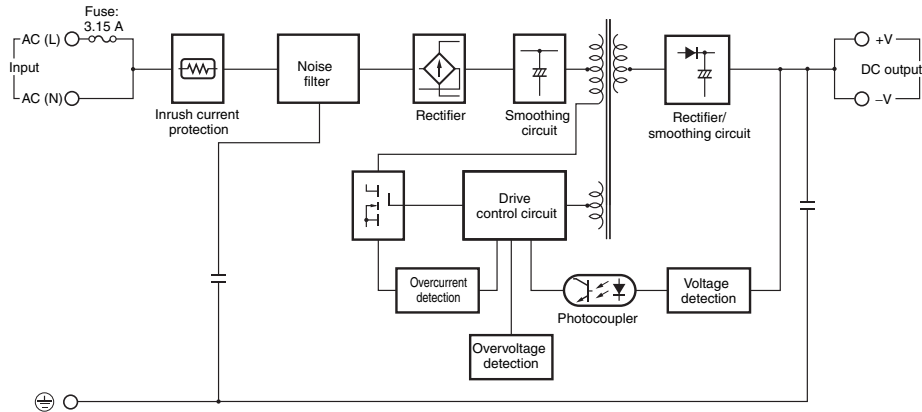 Fuse:
3.15 A
AC (L)
Input
AC (N)
Inrush current
protection
Noise
filter
Rectifier
Smoothing
circuit
Rectifier/
smoothing circuit
+V
DC output
–V
Drive
control circuit
Overcurrent
detection
Overvoltage
detection
Photocoupler
Voltage
detection